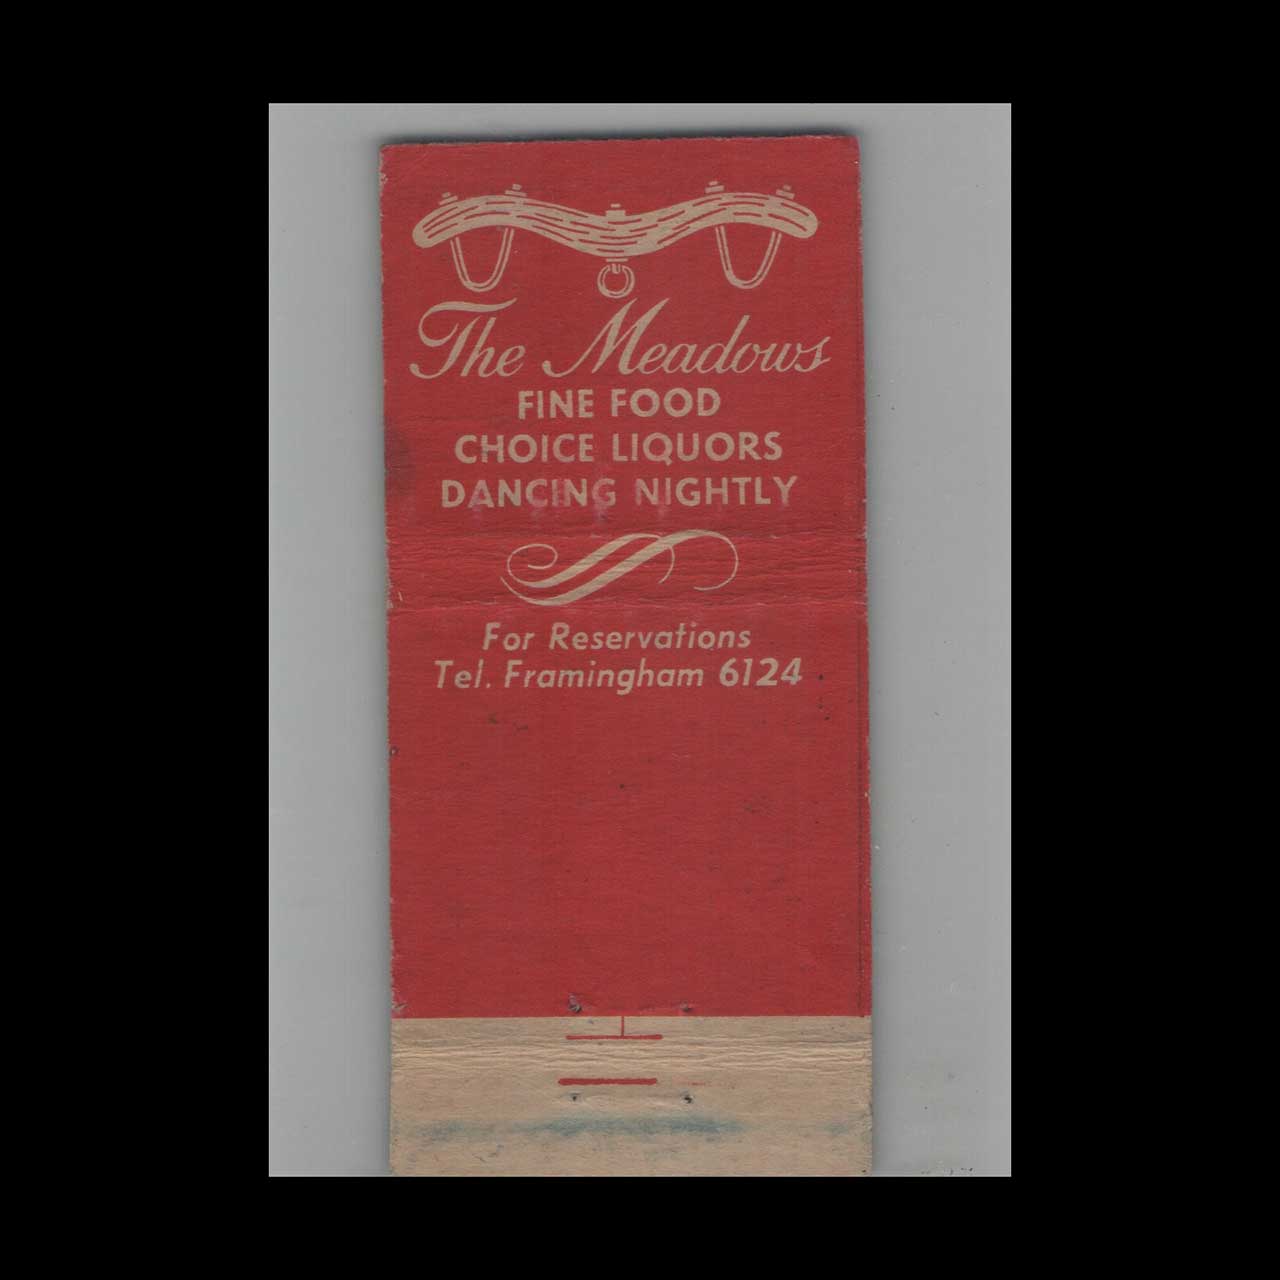 The Meadows
FINE FOOD
CHOICE LIQUORS
DANCING NIGHTLY
For Reservations
Tel. Framingham 6124